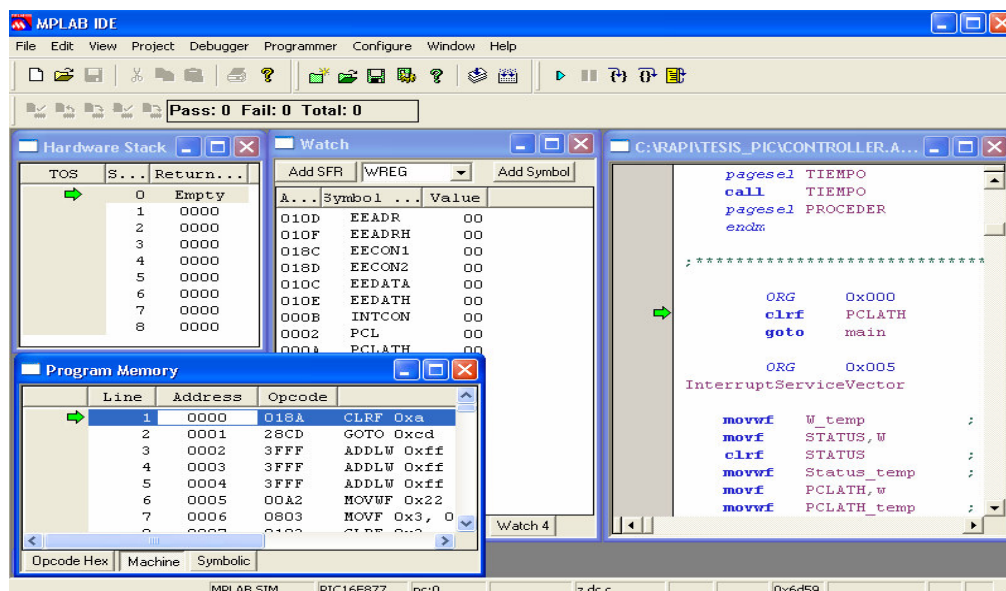 MPLAB IDE
File Edit View Project Debugger Programmer Configure Window Help
Pass: 0 Fail: 0 Total: 0
Hardware Stack
TOS S... Return...
0 Empty
1 0000
2 0000
3 0000
4 0000
5 0000
6 0000
7 0000
8 0000
Watch
Add SFR WREG Add Symbol
A... Symbol ... Value
010D EEADR 00
010F EEADRH 00
018C EECON1 00
018D EECON2 00
010C EEDATA 00
010E EEDATH 00
000B INTCON 00
0002 PCL 00
000A PCLATH 00
Watch 4
C:\RAPI\TESIS_PIC\CONTROLLER.A...
pagesel TIEMPO
call TIEMPO
pagesel PROCEDER
endm
;*****************************
ORG 0x000
clrf PCLATH
goto main
ORG 0x005
InterruptServiceVector
movwf W_temp ;
movf STATUS,W
clrf STATUS ;
movwf Status_temp ;
movf PCLATH,w
movwf PCLATH_temp ;
Program Memory
Line Address Opcode
1 0000 018A CLRF 0xa
2 0001 28CD GOTO 0xcd
3 0002 3FFF ADDLW 0xff
4 0003 3FFF ADDLW 0xff
5 0004 3FFF ADDLW 0xff
6 0005 00A2 MOVWF 0x22
7 0006 0803 MOVF 0x3, 0
Opcode Hex Machine Symbolic
MPLAB SIM PIC16F877 pc:0 z dc c 0x6d59